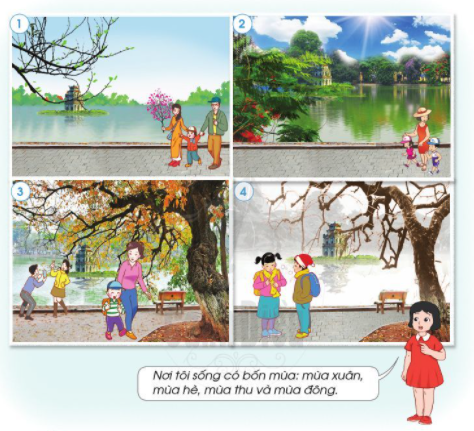 1
2
3
4
Nơi tôi sống có bốn mùa: mùa xuân,
mùa hè, mùa thu và mùa đông.